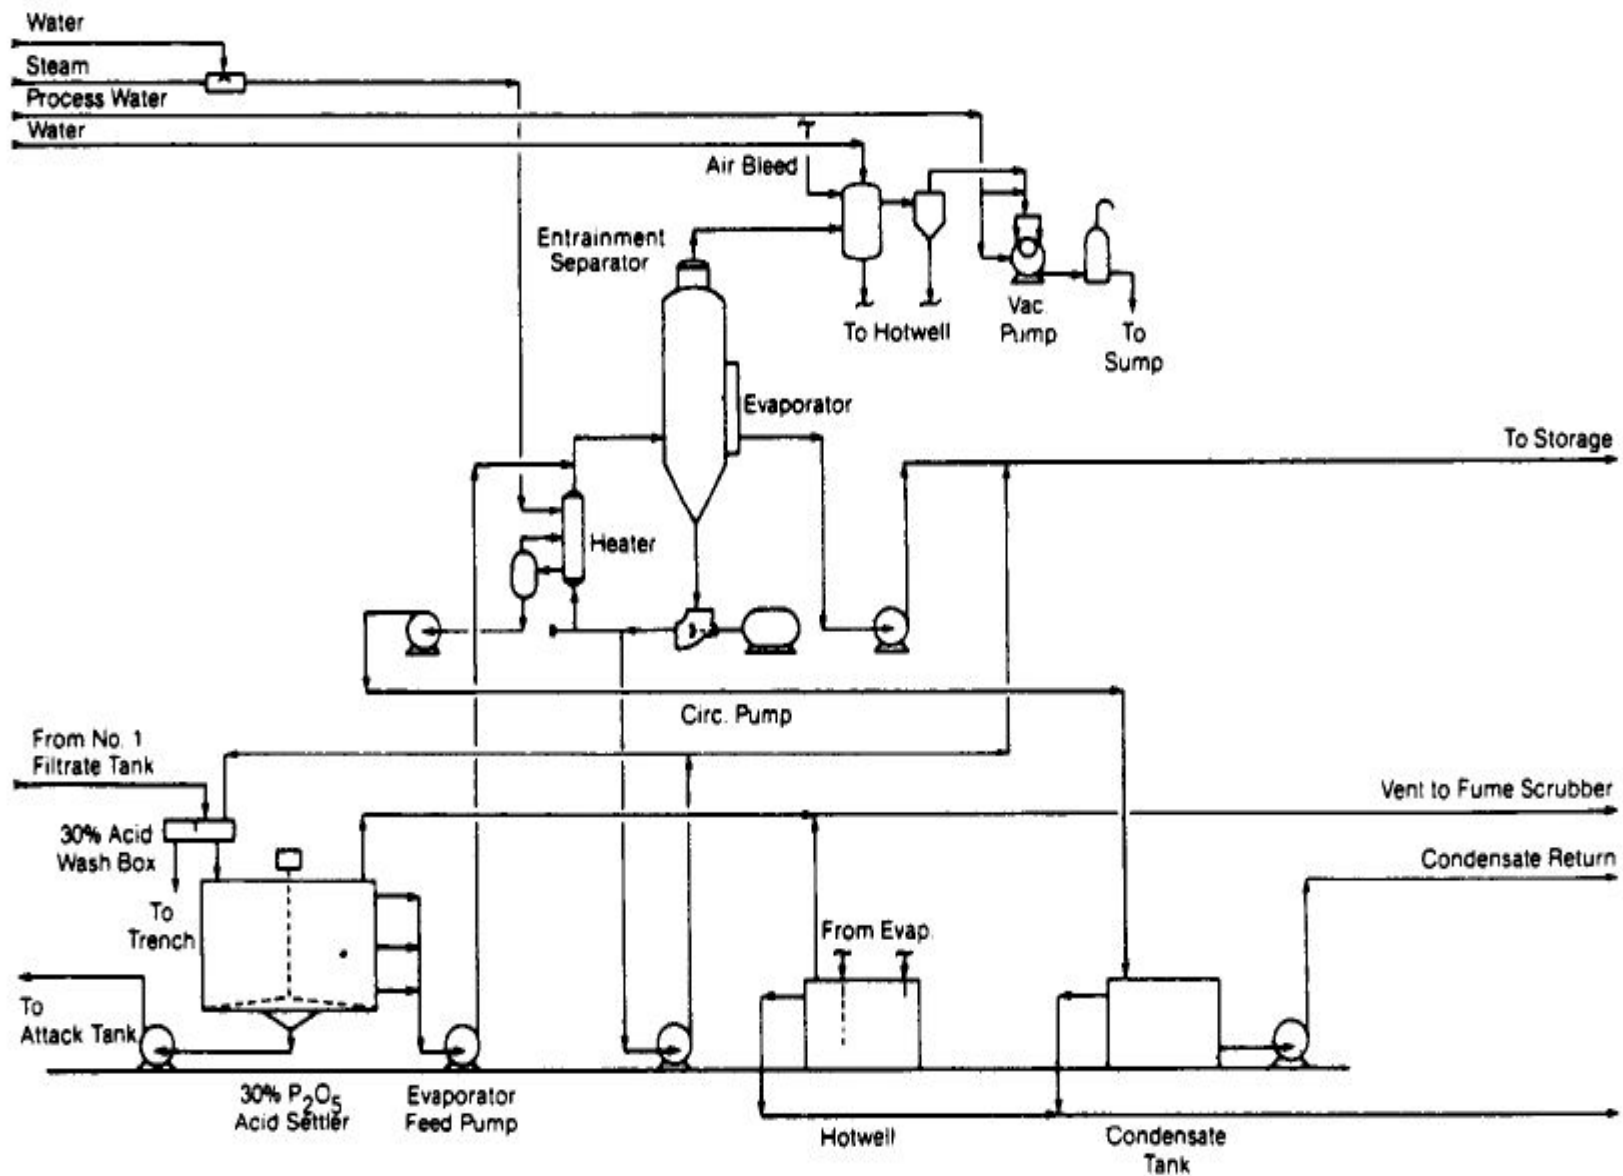 Water
Steam
Process Water
Water
Air Bleed
Entrainment
Separator
To Hotwell
Vac.
Pump
To
Sump
Evaporator
To Storage
Heater
Circ. Pump
From No. 1
Filtrate Tank
Vent to Fume Scrubber
30% Acid
Wash Box
Condensate Return
To
Trench
From Evap.
To
Attack Tank
30% P2O5
Acid Settler
Evaporator
Feed Pump
Hotwell
Condensate
Tank